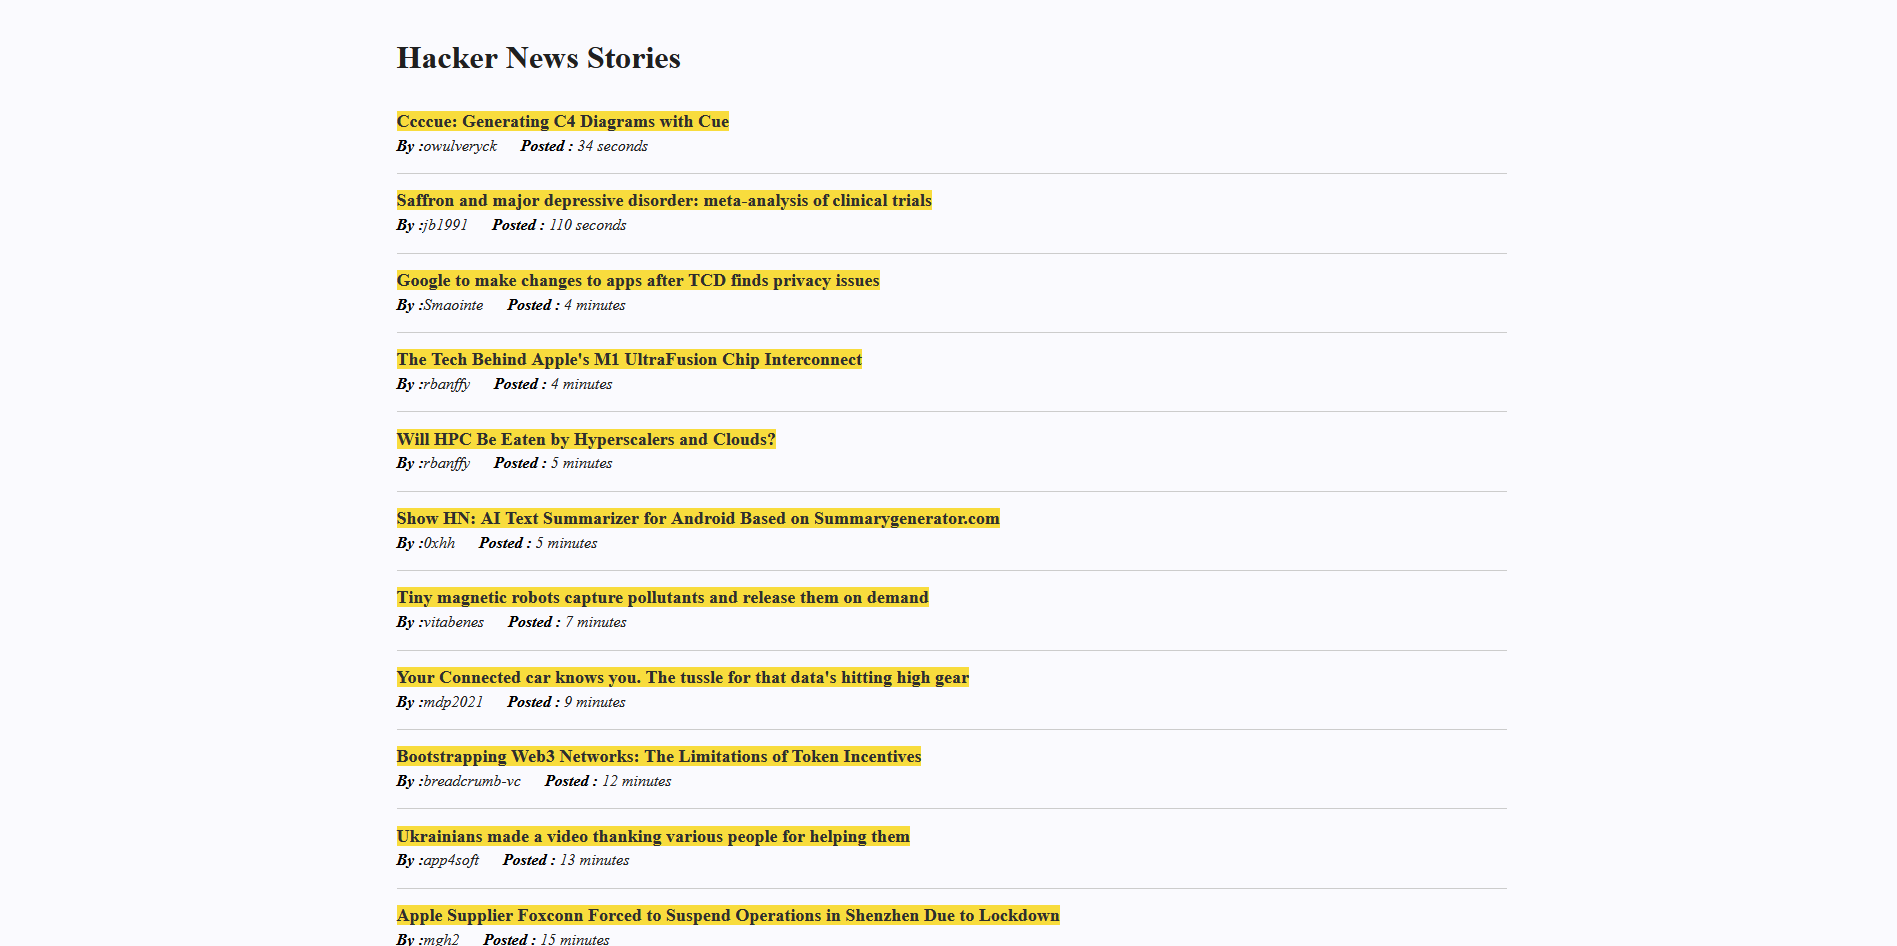 Hacker News Stories
Ccccue: Generating C4 Diagrams with Cue
By :owulveryck Posted : 34 seconds
Saffron and major depressive disorder: meta-analysis of clinical trials
By :jb1991 Posted : 110 seconds
Google to make changes to apps after TCD finds privacy issues
By :Smaointe Posted : 4 minutes
The Tech Behind Apple's M1 UltraFusion Chip Interconnect
By :rbanffy Posted : 4 minutes
Will HPC Be Eaten by Hyperscalers and Clouds?
By :rbanffy Posted : 5 minutes
Show HN: AI Text Summarizer for Android Based on Summarygenerator.com
By :0xhh Posted : 5 minutes
Tiny magnetic robots capture pollutants and release them on demand
By :vitabenes Posted : 7 minutes
Your Connected car knows you. The tussle for that data's hitting high gear
By :mdp2021 Posted : 9 minutes
Bootstrapping Web3 Networks: The Limitations of Token Incentives
By :breadcrumb-vc Posted : 12 minutes
Ukrainians made a video thanking various people for helping them
By :app4soft Posted : 13 minutes
Apple Supplier Foxconn Forced to Suspend Operations in Shenzhen Due to Lockdown
By :mgh2 Posted : 15 minutes